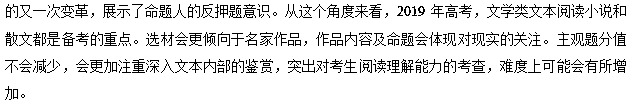 的又一次变革，展示了命题人的反押题意识。从这个角度来看，2019 年高考，文学类文本阅读小说和
散文都是备考的重点。选材会更倾向于名家作品，作品内容及命题会体现对现实的关注。主观题分值
不会减少，会更加注重深入文本内部的鉴赏，突出对考生阅读理解能力的考查，难度上可能会有所增
加。